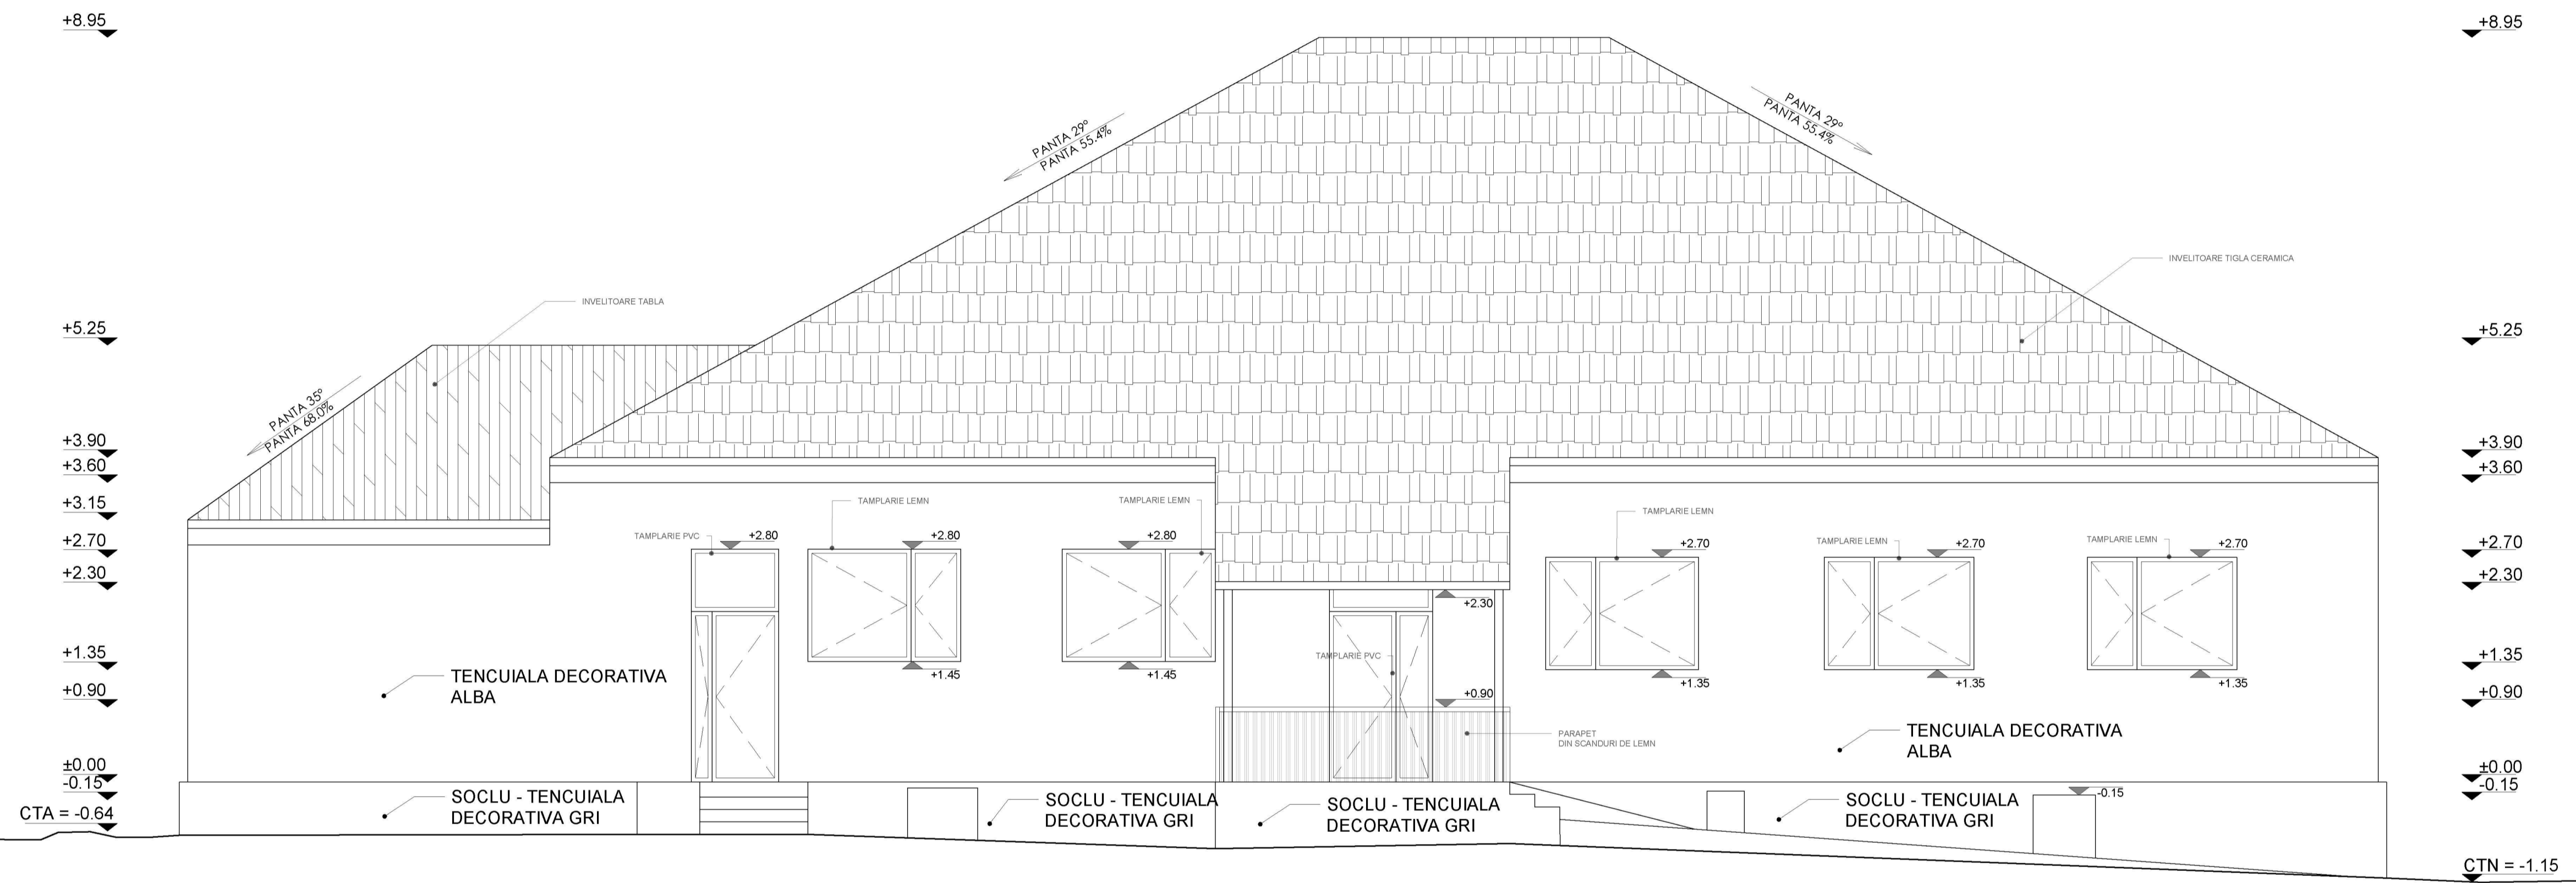 +8.95
+8.95
PANTA 29°
PANTA 55.4%
PANTA 29°
PANTA 55.4%
INVELITOARE TIGLA CERAMICA
INVELITOARE TABLA
+5.25
+5.25
PANTA 35°
PANTA 68.0%
+3.90
+3.90
+3.60
+3.60
+3.15
TAMPLARIE LEMN
TAMPLARIE LEMN
TAMPLARIE LEMN
TAMPLARIE PVC
+2.80
+2.80
+2.80
TAMPLARIE LEMN
TAMPLARIE LEMN
+2.70
+2.70
+2.70
+2.70
+2.70
+2.30
+2.30
+2.30
+1.35
+1.35
TAMPLARIE PVC
+1.45
+1.45
+1.35
+1.35
+1.35
TENCUIALA DECORATIVA
ALBA
+0.90
+0.90
+0.90
PARAPET
DIN SCANDURI DE LEMN
TENCUIALA DECORATIVA
ALBA
±0.00
±0.00
-0.15
-0.15
-0.15
SOCLU - TENCUIALA
DECORATIVA GRI
SOCLU - TENCUIALA
DECORATIVA GRI
SOCLU - TENCUIALA
DECORATIVA GRI
SOCLU - TENCUIALA
DECORATIVA GRI
CTA = -0.64
CTN = -1.15